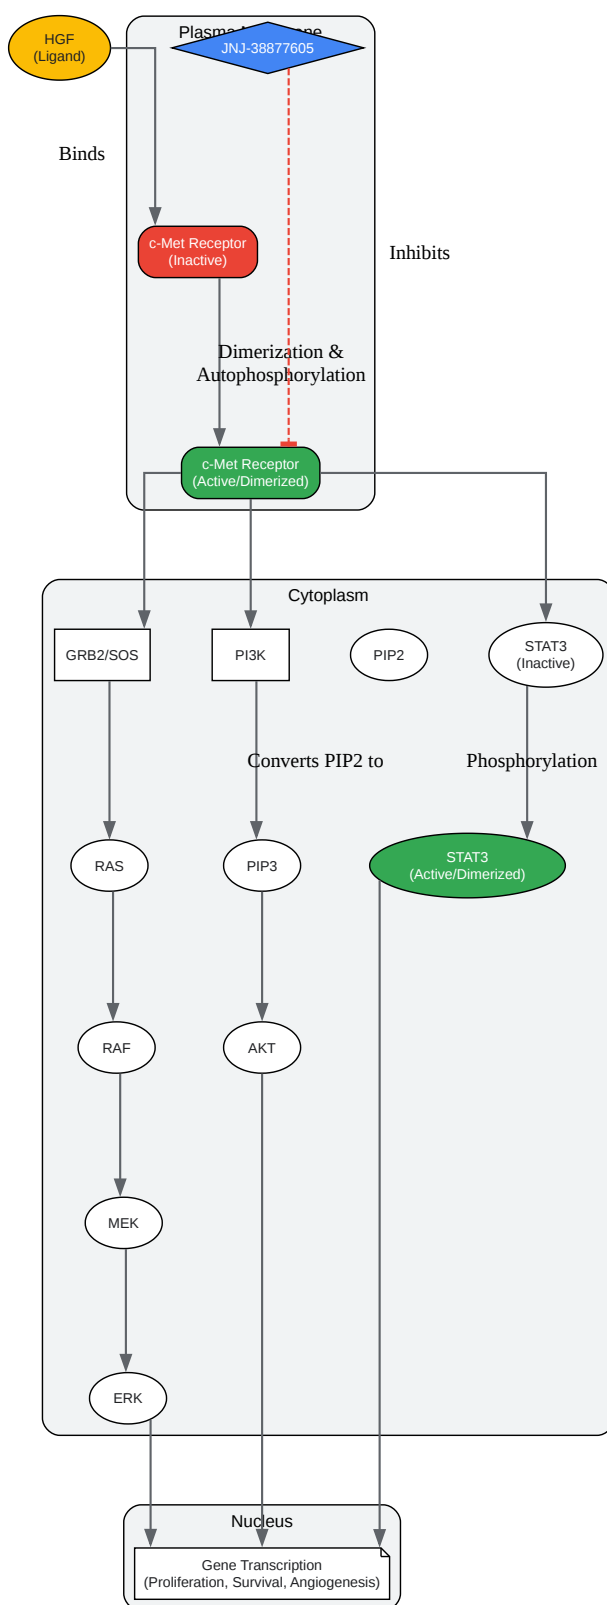 HGF
(Ligand)
JNJ-38877605
Binds
c-Met Receptor
(Inactive)
Inhibits
Dimerization &
Autophosphorylation
c-Met Receptor
(Active/Dimerized)
Cytoplasm
GRB2/SOS
PI3K
PIP2
STAT3
(Inactive)
Converts PIP2 to
Phosphorylation
RAS
PIP3
STAT3
(Active/Dimerized)
RAF
AKT
MEK
ERK
Nucleus
Gene Transcription
(Proliferation, Survival, Angiogenesis)